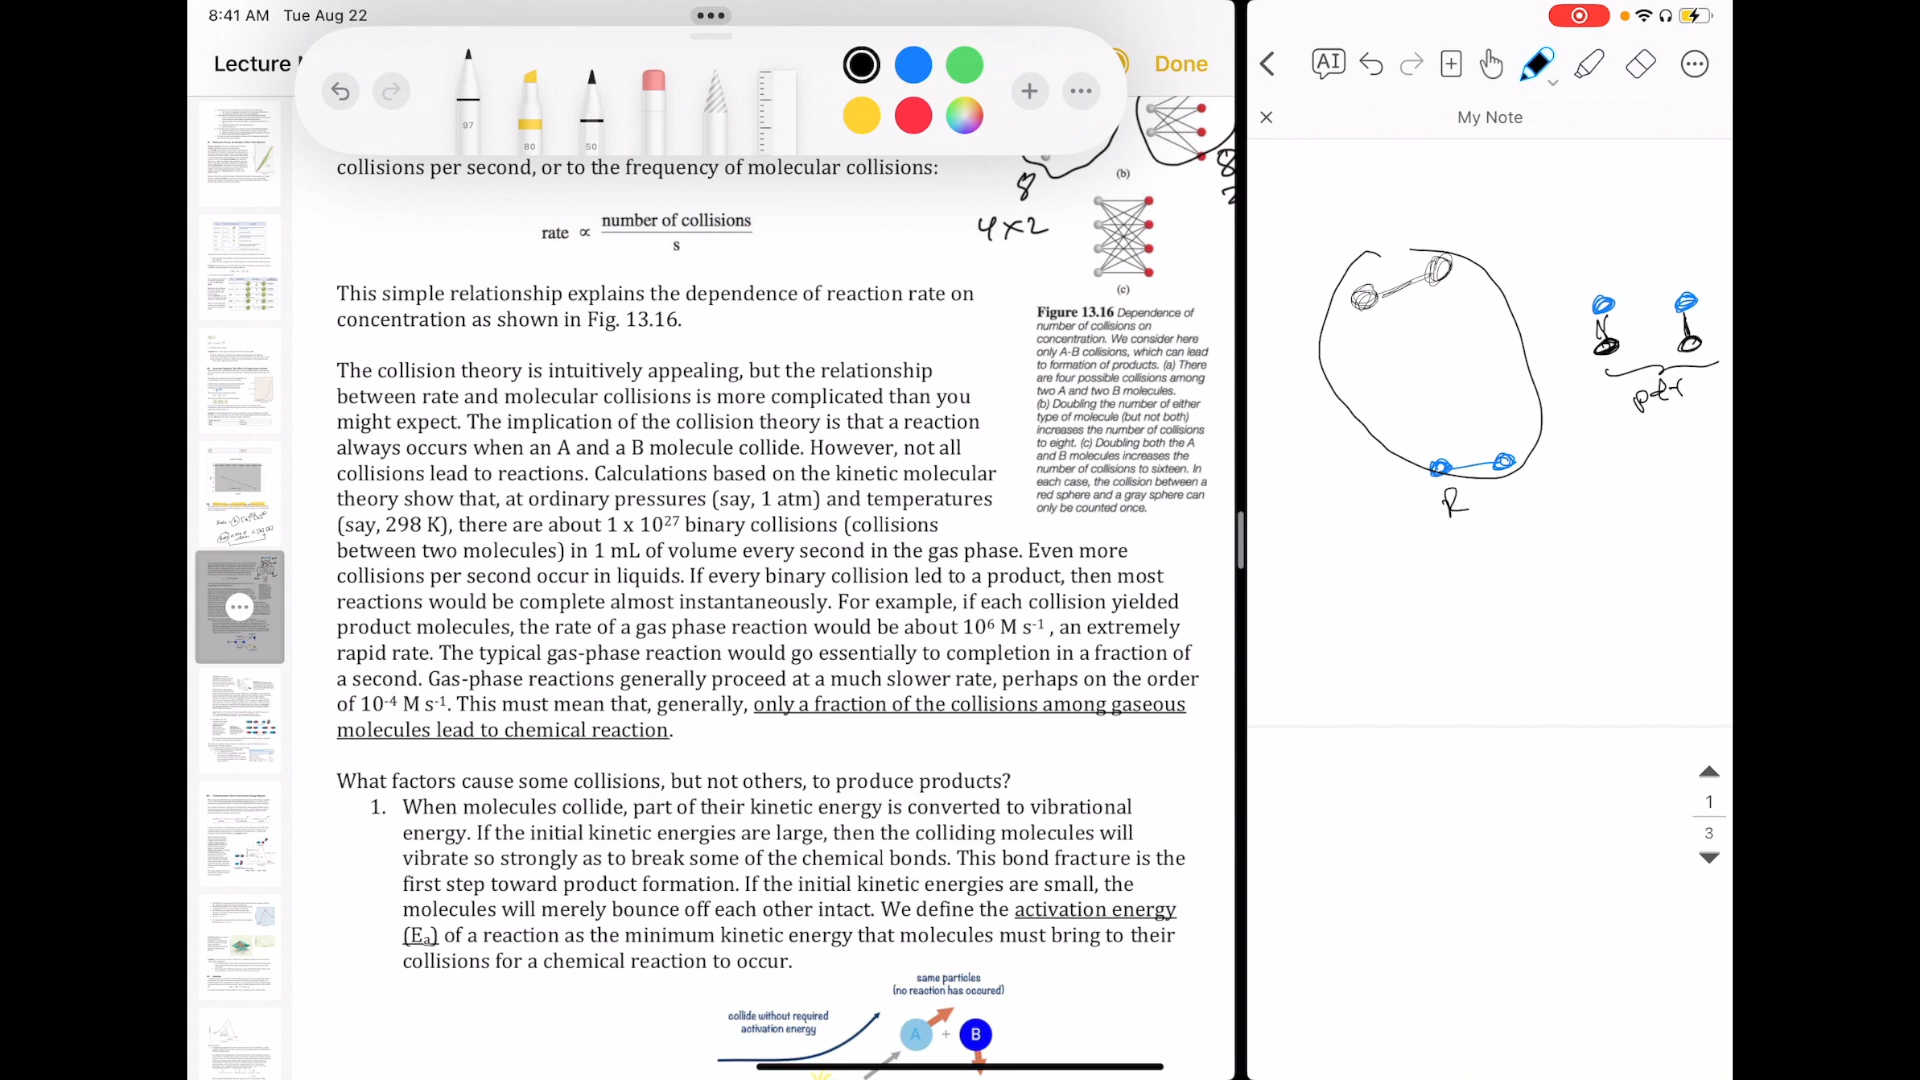 8:41 AM Tue Aug 22
Lecture
97
80
50
Done
collisions per second, or to the frequency of molecular collisions:
rate ∝ number of collisions
s
8
4 x 2
8
(b)
(c)
This simple relationship explains the dependence of reaction rate on
concentration as shown in Fig. 13.16.
The collision theory is intuitively appealing, but the relationship
between rate and molecular collisions is more complicated than you
might expect. The implication of the collision theory is that a reaction
always occurs when an A and a B molecule collide. However, not all
collisions lead to reactions. Calculations based on the kinetic molecular
theory show that, at ordinary pressures (say, 1 atm) and temperatures
(say, 298 K), there are about 1 x 10²⁷ binary collisions (collisions
between two molecules) in 1 mL of volume every second in the gas phase. Even more
collisions per second occur in liquids. If every binary collision led to a product, then most
reactions would be complete almost instantaneously. For example, if each collision yielded
product molecules, the rate of a gas phase reaction would be about 10⁶ M s⁻¹ , an extremely
rapid rate. The typical gas-phase reaction would go essentially to completion in a fraction of
a second. Gas-phase reactions generally proceed at a much slower rate, perhaps on the order
of 10⁻⁴ M s⁻¹. This must mean that, generally, only a fraction of the collisions among gaseous
molecules lead to chemical reaction.
Figure 13.16 Dependence of
number of collisions on
concentration. We consider here
only A-B collisions, which can lead
to formation of products. (a) There
are four possible collisions among
two A and two B molecules.
(b) Doubling the number of either
type of molecule (but not both)
increases the number of collisions
to eight. (c) Doubling both the A
and B molecules increases the
number of collisions to sixteen. In
each case, the collision between a
red sphere and a gray sphere can
only be counted once.
What factors cause some collisions, but not others, to produce products?
1. When molecules collide, part of their kinetic energy is converted to vibrational
energy. If the initial kinetic energies are large, then the colliding molecules will
vibrate so strongly as to break some of the chemical bonds. This bond fracture is the
first step toward product formation. If the initial kinetic energies are small, the
molecules will merely bounce off each other intact. We define the activation energy
(Eₐ) of a reaction as the minimum kinetic energy that molecules must bring to their
collisions for a chemical reaction to occur.
same particles
(no reaction has occured)
collide without required
activation energy
A + B
AI
My Note
R
1
3